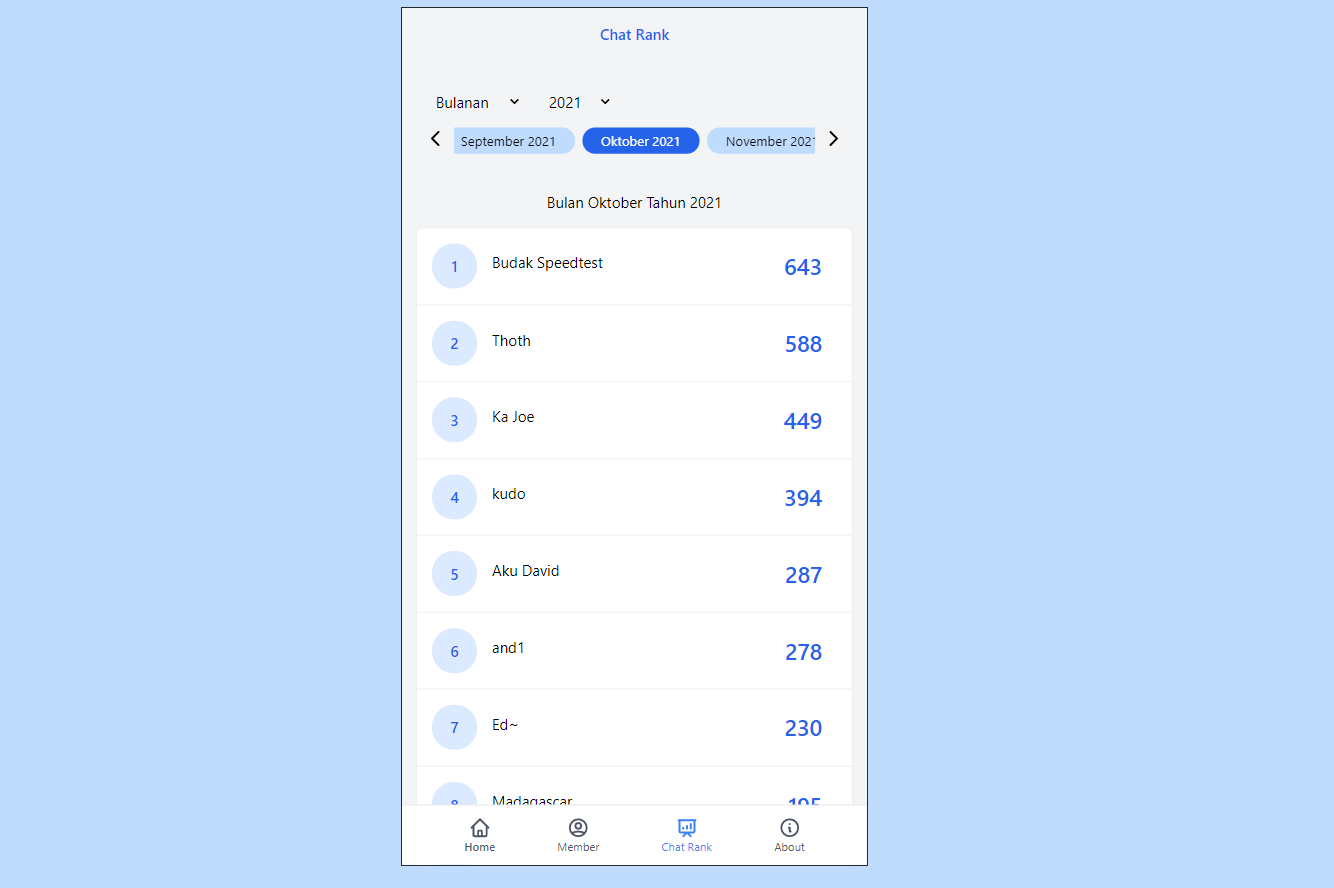 Chat Rank
Bulanan 2021
September 2021 Oktober 2021 November 2021
Bulan Oktober Tahun 2021
1 Budak Speedtest 643
2 Thoth 588
3 Ka Joe 449
4 kudo 394
5 Aku David 287
6 and1 278
7 Ed~ 230
8 Madagascar 195
Home Member Chat Rank About